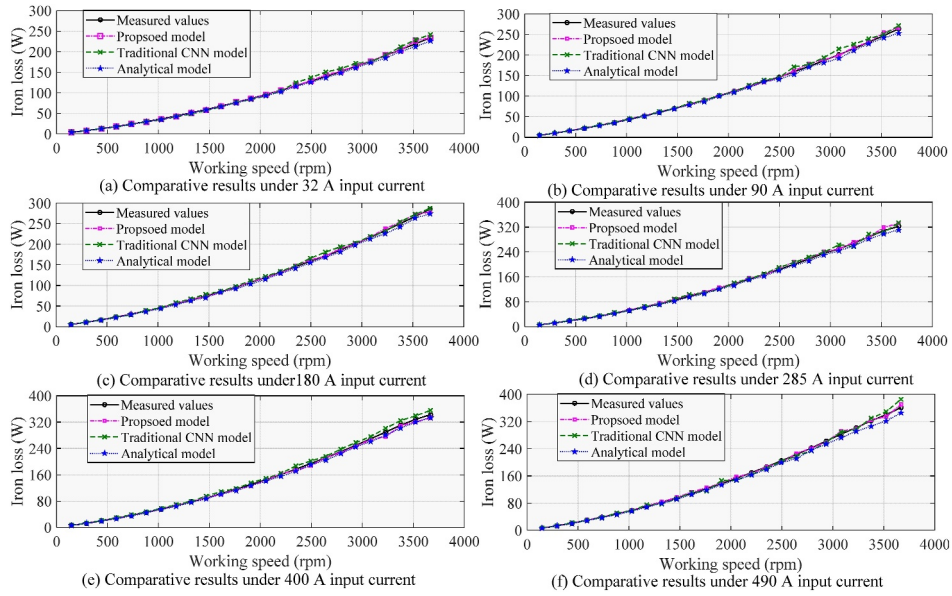 Iron loss (W)
300
250
200
150
100
50
0
Measured values
Propsoed model
Traditional CNN model
Analytical model
0 500 1000 1500 2000 2500 3000 3500 4000
Working speed (rpm)
(a) Comparative results under 32 A input current
Iron loss (W)
300
250
200
150
100
50
0
Measured values
Propsoed model
Traditional CNN model
Analytical model
0 500 1000 1500 2000 2500 3000 3500 4000
Working speed (rpm)
(b) Comparative results under 90 A input current
Iron loss (W)
300
250
200
150
100
50
0
Measured values
Propsoed model
Traditional CNN model
Analytical model
0 500 1000 1500 2000 2500 3000 3500 4000
Working speed (rpm)
(c) Comparative results under180 A input current
Iron loss (W)
400
320
240
160
80
0
Measured values
Propsoed model
Traditional CNN model
Analytical model
0 500 1000 1500 2000 2500 3000 3500 4000
Working speed (rpm)
(d) Comparative results under 285 A input current
Iron loss (W)
400
320
240
160
80
0
Measured values
Propsoed model
Traditional CNN model
Analytical model
0 500 1000 1500 2000 2500 3000 3500 4000
Working speed (rpm)
(e) Comparative results under 400 A input current
Iron loss (W)
400
320
240
160
80
0
Measured values
Propsoed model
Traditional CNN model
Analytical model
0 500 1000 1500 2000 2500 3000 3500 4000
Working speed (rpm)
(f) Comparative results under 490 A input current